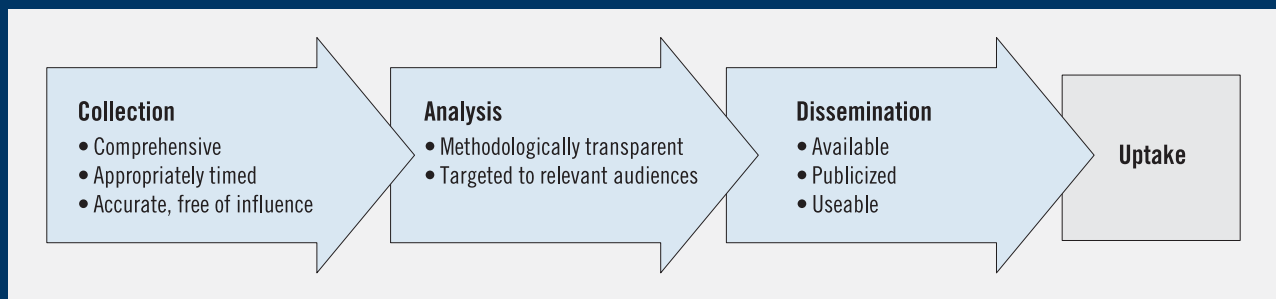 Collection
• Comprehensive
• Appropriately timed
• Accurate, free of influence
Analysis
• Methodologically transparent
• Targeted to relevant audiences
Dissemination
• Available
• Publicized
• Useable
Uptake